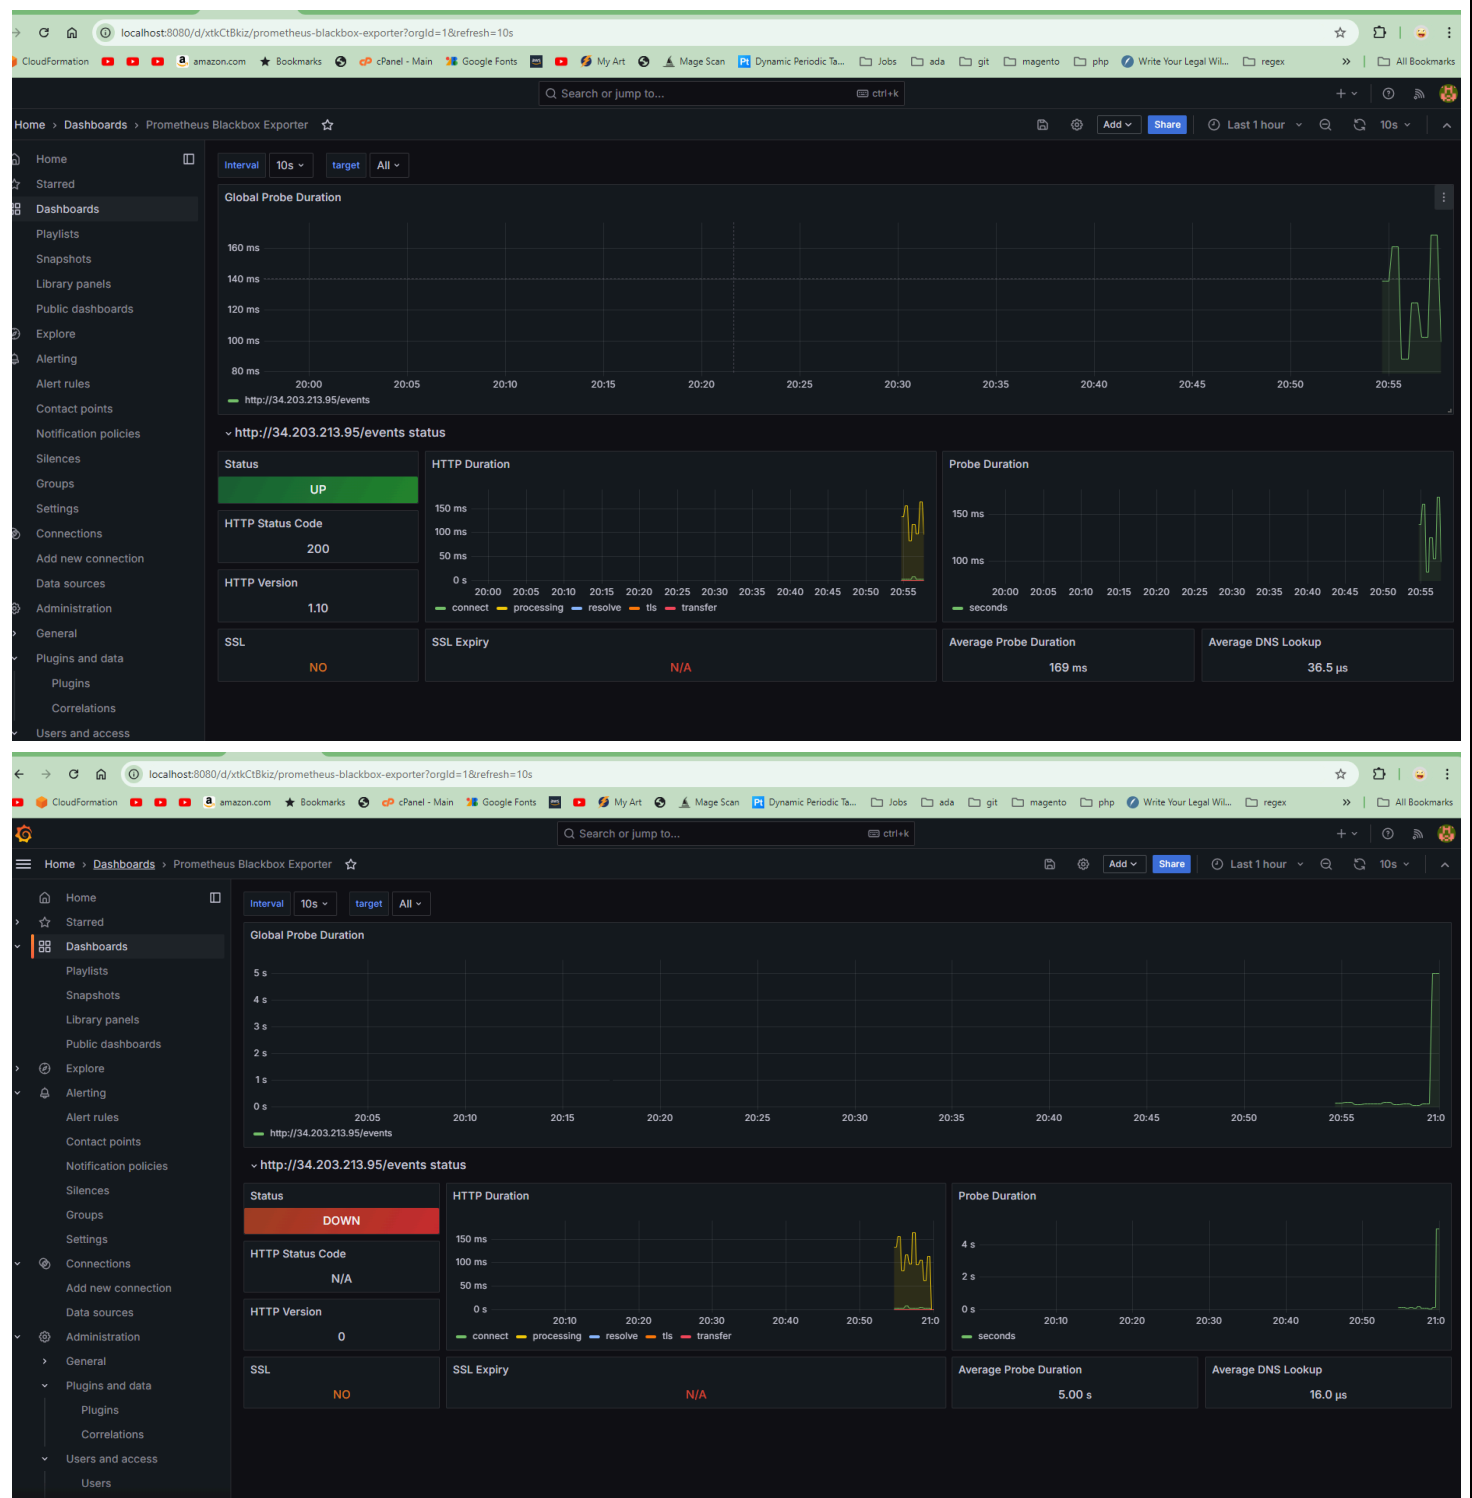 localhost:8080/d/xtkCtBkiz/prometheus-blackbox-exporter?orgId=1&refresh=10s
CloudFormation a amazon.com Bookmarks cP cPanel - Main Google Fonts My Art Mage Scan Pt Dynamic Periodic Ta... Jobs ada git magento php Write Your Legal Wil... regex » All Bookmarks
Search or jump to... ctrl+k
Home > Dashboards > Prometheus Blackbox Exporter Add Share Last 1 hour 10s
Home
Starred
Dashboards
Playlists
Snapshots
Library panels
Public dashboards
Explore
Alerting
Alert rules
Contact points
Notification policies
Silences
Groups
Settings
Connections
Add new connection
Data sources
Administration
General
Plugins and data
Plugins
Correlations
Users and access
Interval 10s target All
Global Probe Duration
160 ms
140 ms
120 ms
100 ms
80 ms
20:00 20:05 20:10 20:15 20:20 20:25 20:30 20:35 20:40 20:45 20:50 20:55
http://34.203.213.95/events
http://34.203.213.95/events status
Status
UP
HTTP Status Code
200
HTTP Version
1.10
HTTP Duration
150 ms
100 ms
50 ms
0 s
20:00 20:05 20:10 20:15 20:20 20:25 20:30 20:35 20:40 20:45 20:50 20:55
connect processing resolve tls transfer
Probe Duration
150 ms
100 ms
20:00 20:05 20:10 20:15 20:20 20:25 20:30 20:35 20:40 20:45 20:50 20:55
seconds
SSL
NO
SSL Expiry
N/A
Average Probe Duration
169 ms
Average DNS Lookup
36.5 µs
localhost:8080/d/xtkCtBkiz/prometheus-blackbox-exporter?orgId=1&refresh=10s
CloudFormation a amazon.com Bookmarks cP cPanel - Main Google Fonts My Art Mage Scan Pt Dynamic Periodic Ta... Jobs ada git magento php Write Your Legal Wil... regex » All Bookmarks
Search or jump to... ctrl+k
Home > Dashboards > Prometheus Blackbox Exporter Add Share Last 1 hour 10s
Home
Starred
Dashboards
Playlists
Snapshots
Library panels
Public dashboards
Explore
Alerting
Alert rules
Contact points
Notification policies
Silences
Groups
Settings
Connections
Add new connection
Data sources
Administration
General
Plugins and data
Plugins
Correlations
Users and access
Users
Interval 10s target All
Global Probe Duration
5 s
4 s
3 s
2 s
1 s
0 s
20:05 20:10 20:15 20:20 20:25 20:30 20:35 20:40 20:45 20:50 20:55 21:0
http://34.203.213.95/events
http://34.203.213.95/events status
Status
DOWN
HTTP Status Code
N/A
HTTP Version
0
HTTP Duration
150 ms
100 ms
50 ms
0 s
20:10 20:20 20:30 20:40 20:50 21:0
connect processing resolve tls transfer
Probe Duration
4 s
2 s
0 s
20:10 20:20 20:30 20:40 20:50 21:0
seconds
SSL
NO
SSL Expiry
N/A
Average Probe Duration
5.00 s
Average DNS Lookup
16.0 µs